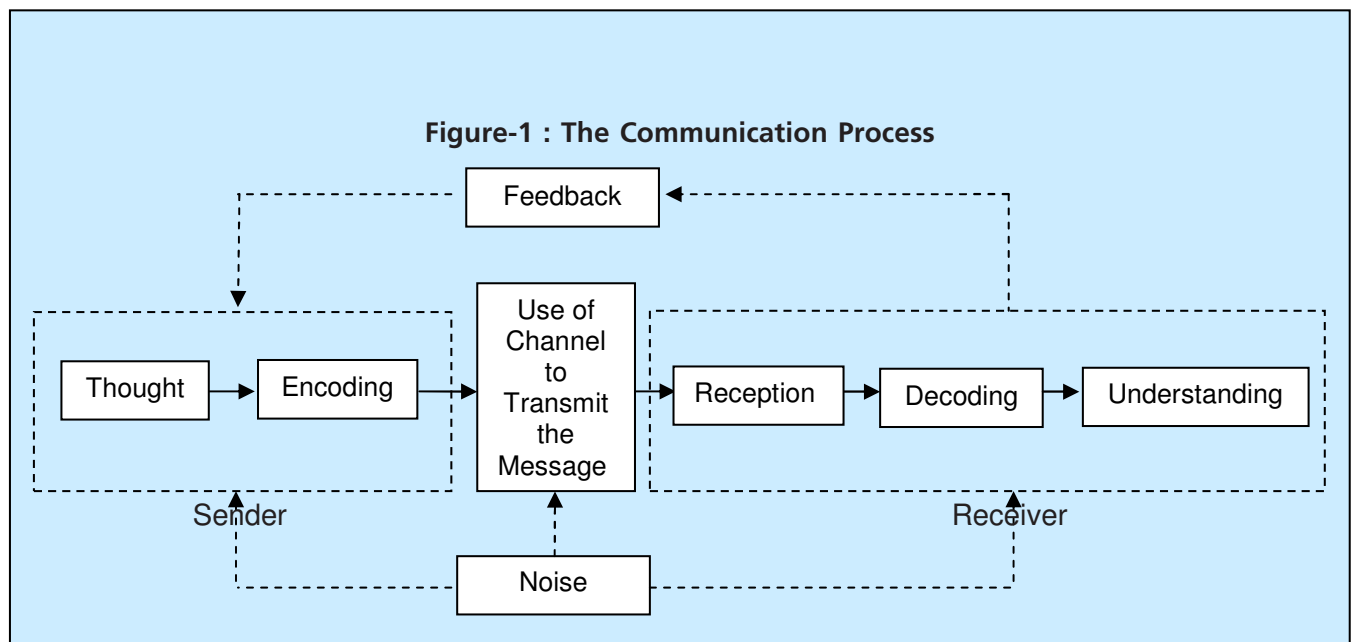 Figure-1 : The Communication Process
Feedback
Use of
Channel
to
Transmit
the
Message
Thought
Encoding
Reception
Decoding
Understanding
Sender
Receiver
Noise